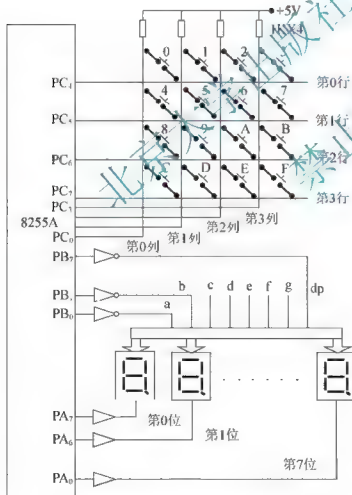 +5V
1K×4
0 1 2
PC4 第0行
4 5 6 7
PC5 第1行
8 9 A B
PC6 第2行
C D E F
PC7 第3行
PC3
8255A
第3列
第2列
第1列
PC0 第0列
PB7
dp
b c d e f g
PB1
a
PB0
PA7 第0位
PA6 第1位
第7位
PA0